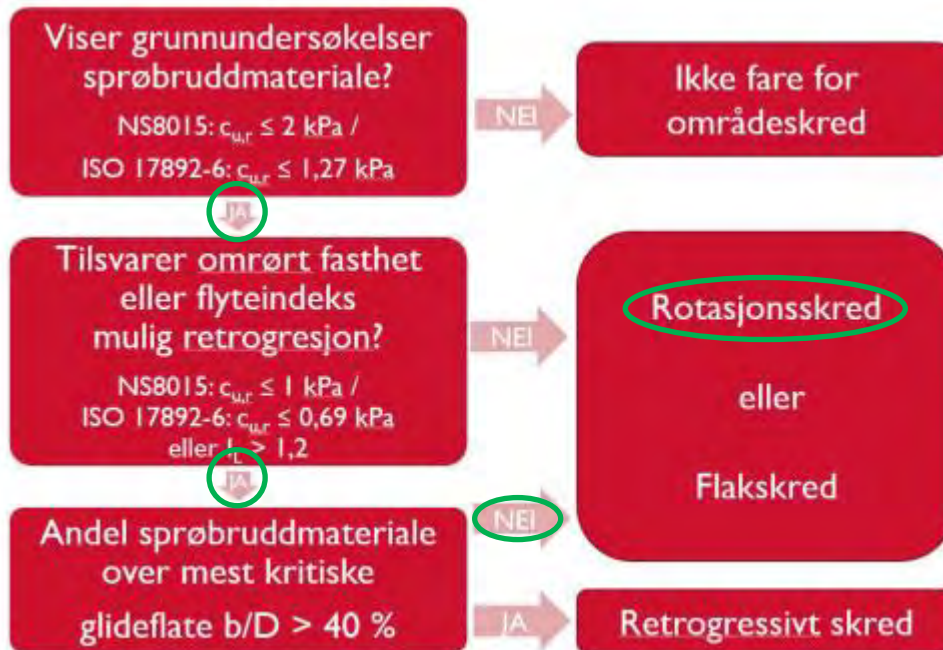 Viser grunnundersøkelser
sprøbruddmateriale?
NS8015: cu,r ≤ 2 kPa /
ISO 17892-6: cu,r ≤ 1,27 kPa
NEI
Ikke fare for
områdeskred
JA
Tilsvarer omrørt fasthet
eller flyteindeks
mulig retrogresjon?
NS8015: cu,r ≤ 1 kPa /
ISO 17892-6: cu,r ≤ 0,69 kPa
eller IL > 1,2
NEI
Rotasjonsskred
eller
Flakskred
JA
Andel sprøbruddmateriale
over mest kritiske
glideflate b/D > 40 %
NEI
JA
Retrogressivt skred